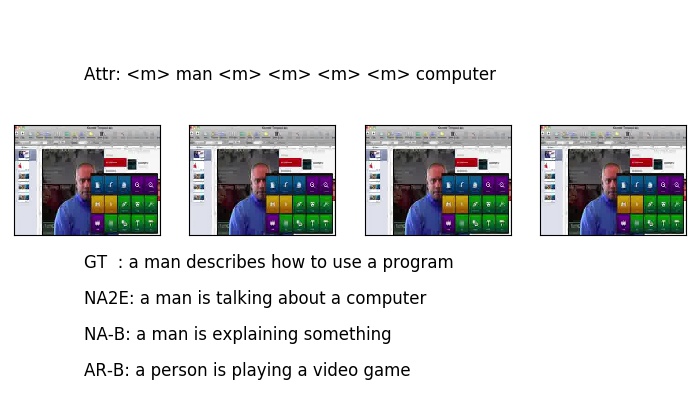 Attr: <m> man <m> <m> <m> <m> computer
GT  : a man describes how to use a program
NA2E: a man is talking about a computer
NA-B: a man is explaining something
AR-B: a person is playing a video game